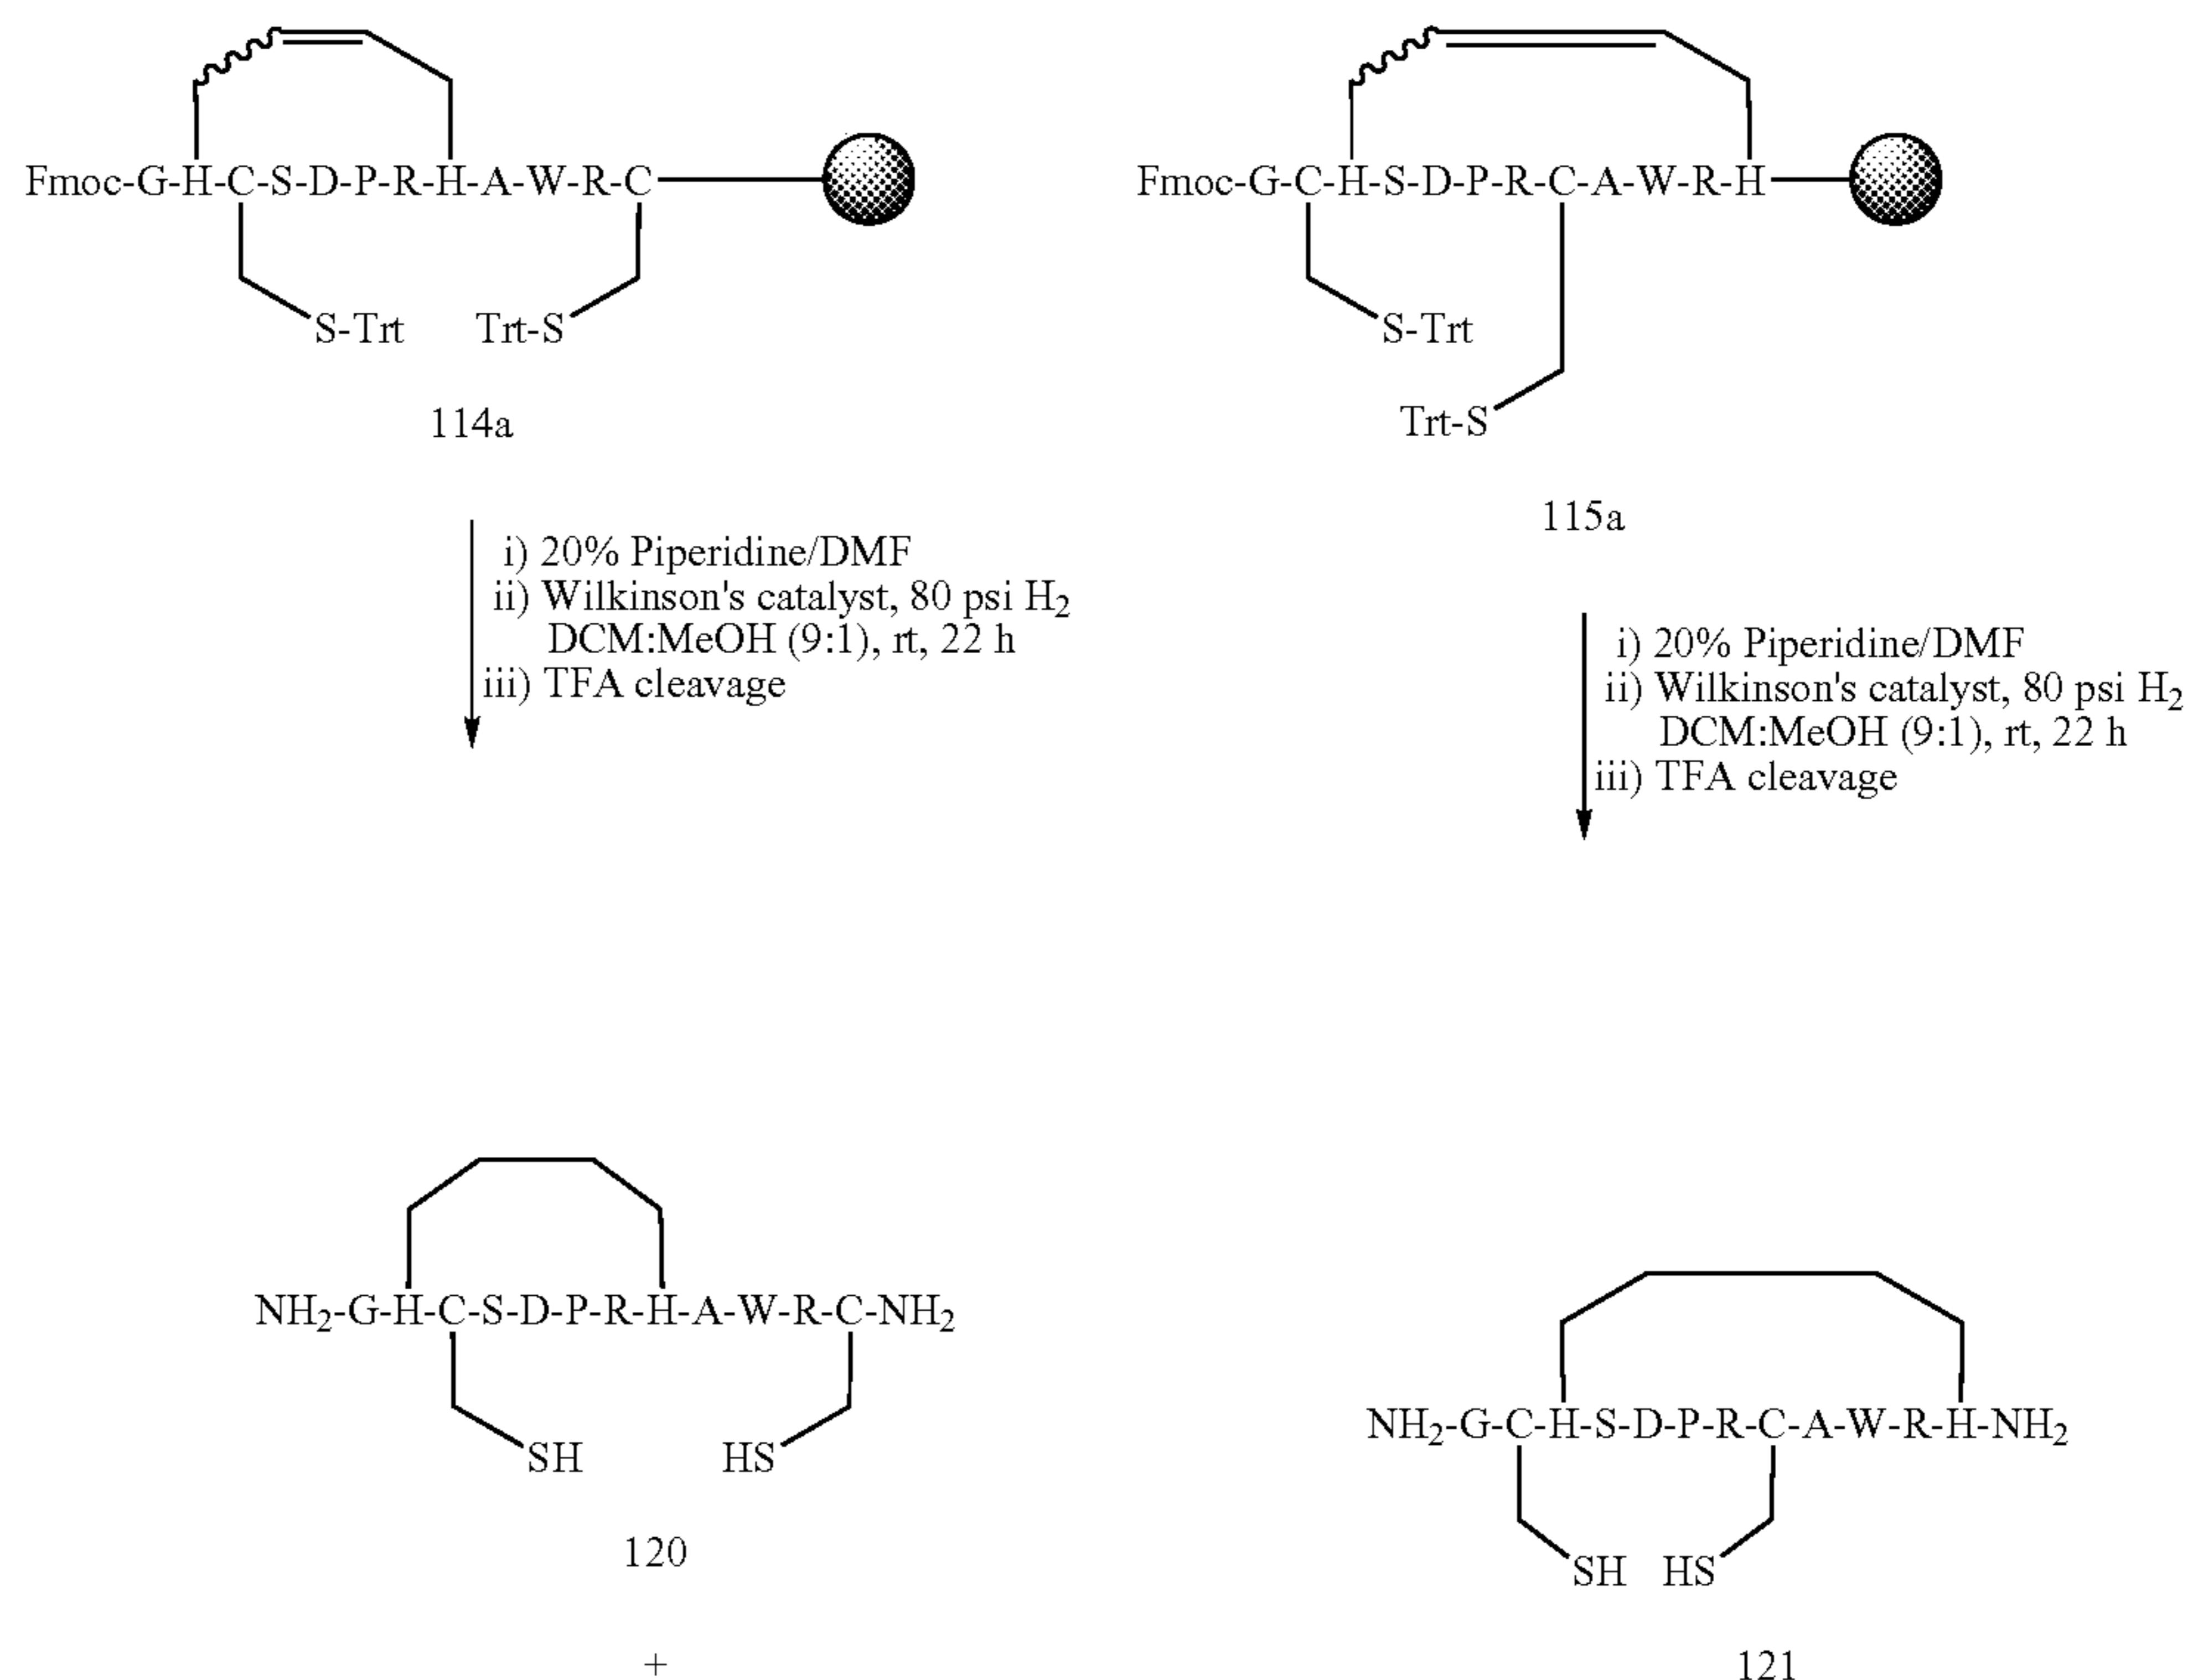 Fmoc-G-H-C-S-D-P-R-H-A-W-R-C
S-Trt
Trt-S
114a
i) 20% Piperidine/DMF
ii) Wilkinson's catalyst, 80 psi H₂
DCM:MeOH (9:1), rt, 22 h
iii) TFA cleavage
NH₂-G-H-C-S-D-P-R-H-A-W-R-C-NH₂
SH
HS
120
+
Fmoc-G-C-H-S-D-P-R-C-A-W-R-H
S-Trt
Trt-S
115a
i) 20% Piperidine/DMF
ii) Wilkinson's catalyst, 80 psi H₂
DCM:MeOH (9:1), rt, 22 h
iii) TFA cleavage
NH₂-G-C-H-S-D-P-R-C-A-W-R-H-NH₂
SH
HS
121